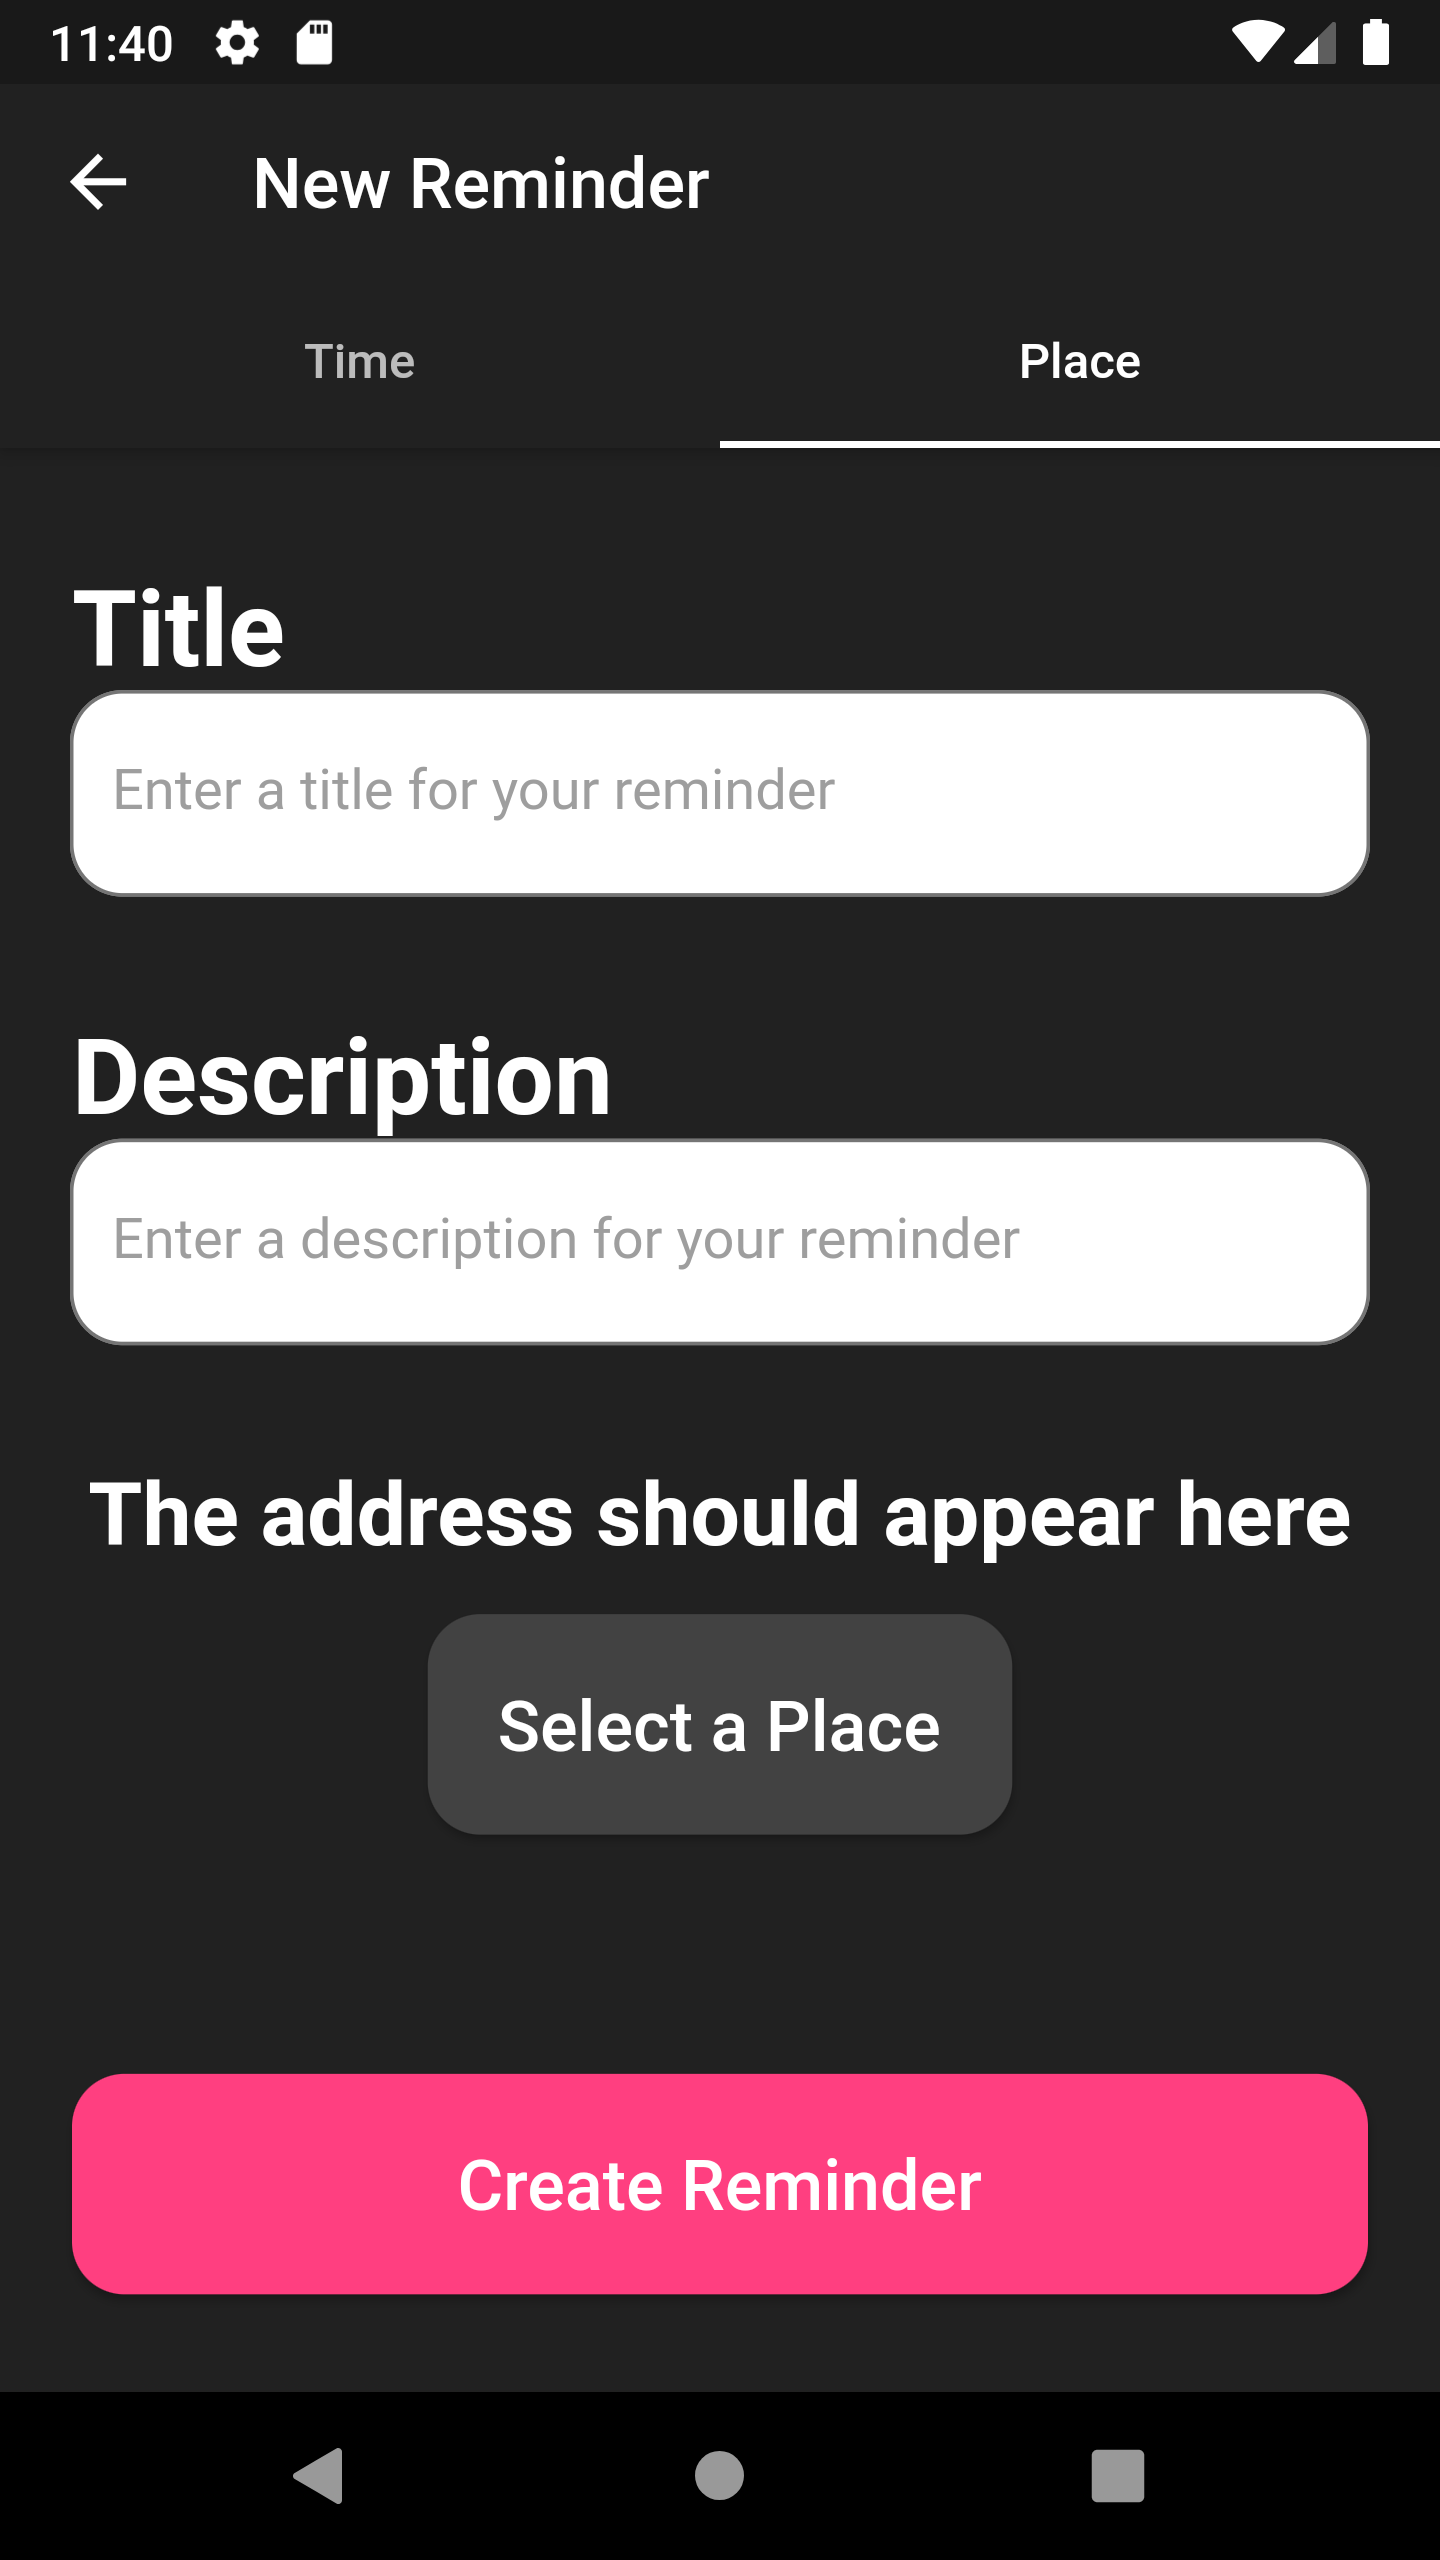 11:40
New Reminder
Time
Place
Title
Enter a title for your reminder
Description
Enter a description for your reminder
The address should appear here
Select a Place
Create Reminder